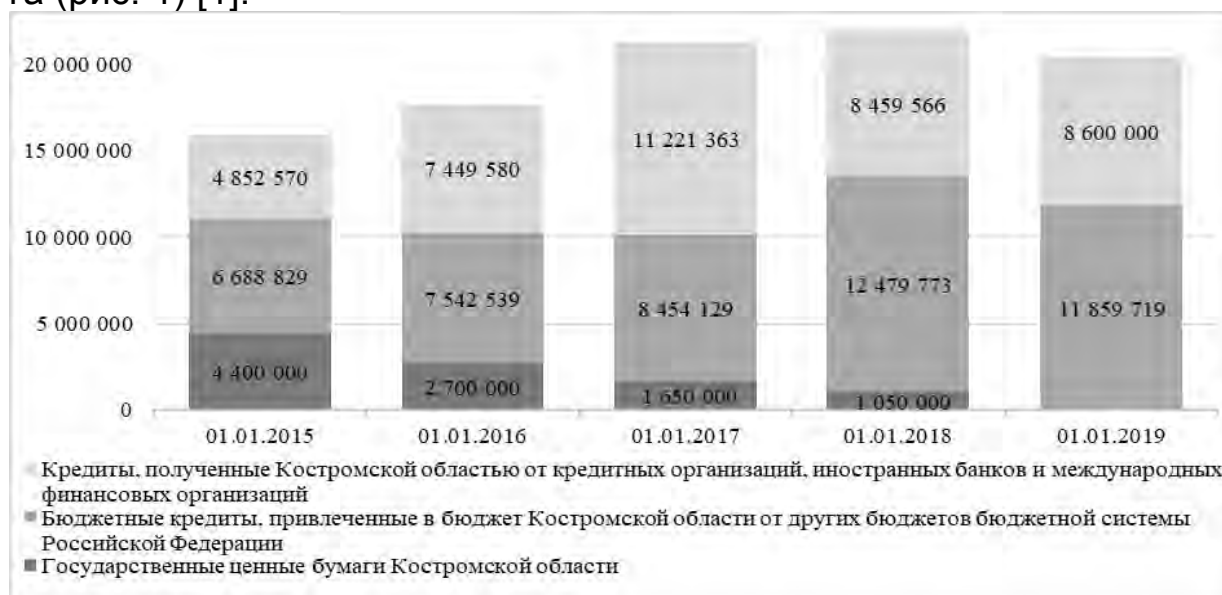 та (рис. 1) [1].
20 000 000
15 000 000
10 000 000
5 000 000
0
4 852 570
6 688 829
4 400 000
7 449 580
7 542 539
2 700 000
11 221 363
8 454 129
1 650 000
8 459 566
12 479 773
1 050 000
8 600 000
11 859 719
01.01.2015
01.01.2016
01.01.2017
01.01.2018
01.01.2019
Кредиты, полученные Костромской областью от кредитных организаций, иностранных банков и международных
финансовых организаций
Бюджетные кредиты, привлеченные в бюджет Костромской области от других бюджетов бюджетной системы
Российской Федерации
Государственные ценные бумаги Костромской области